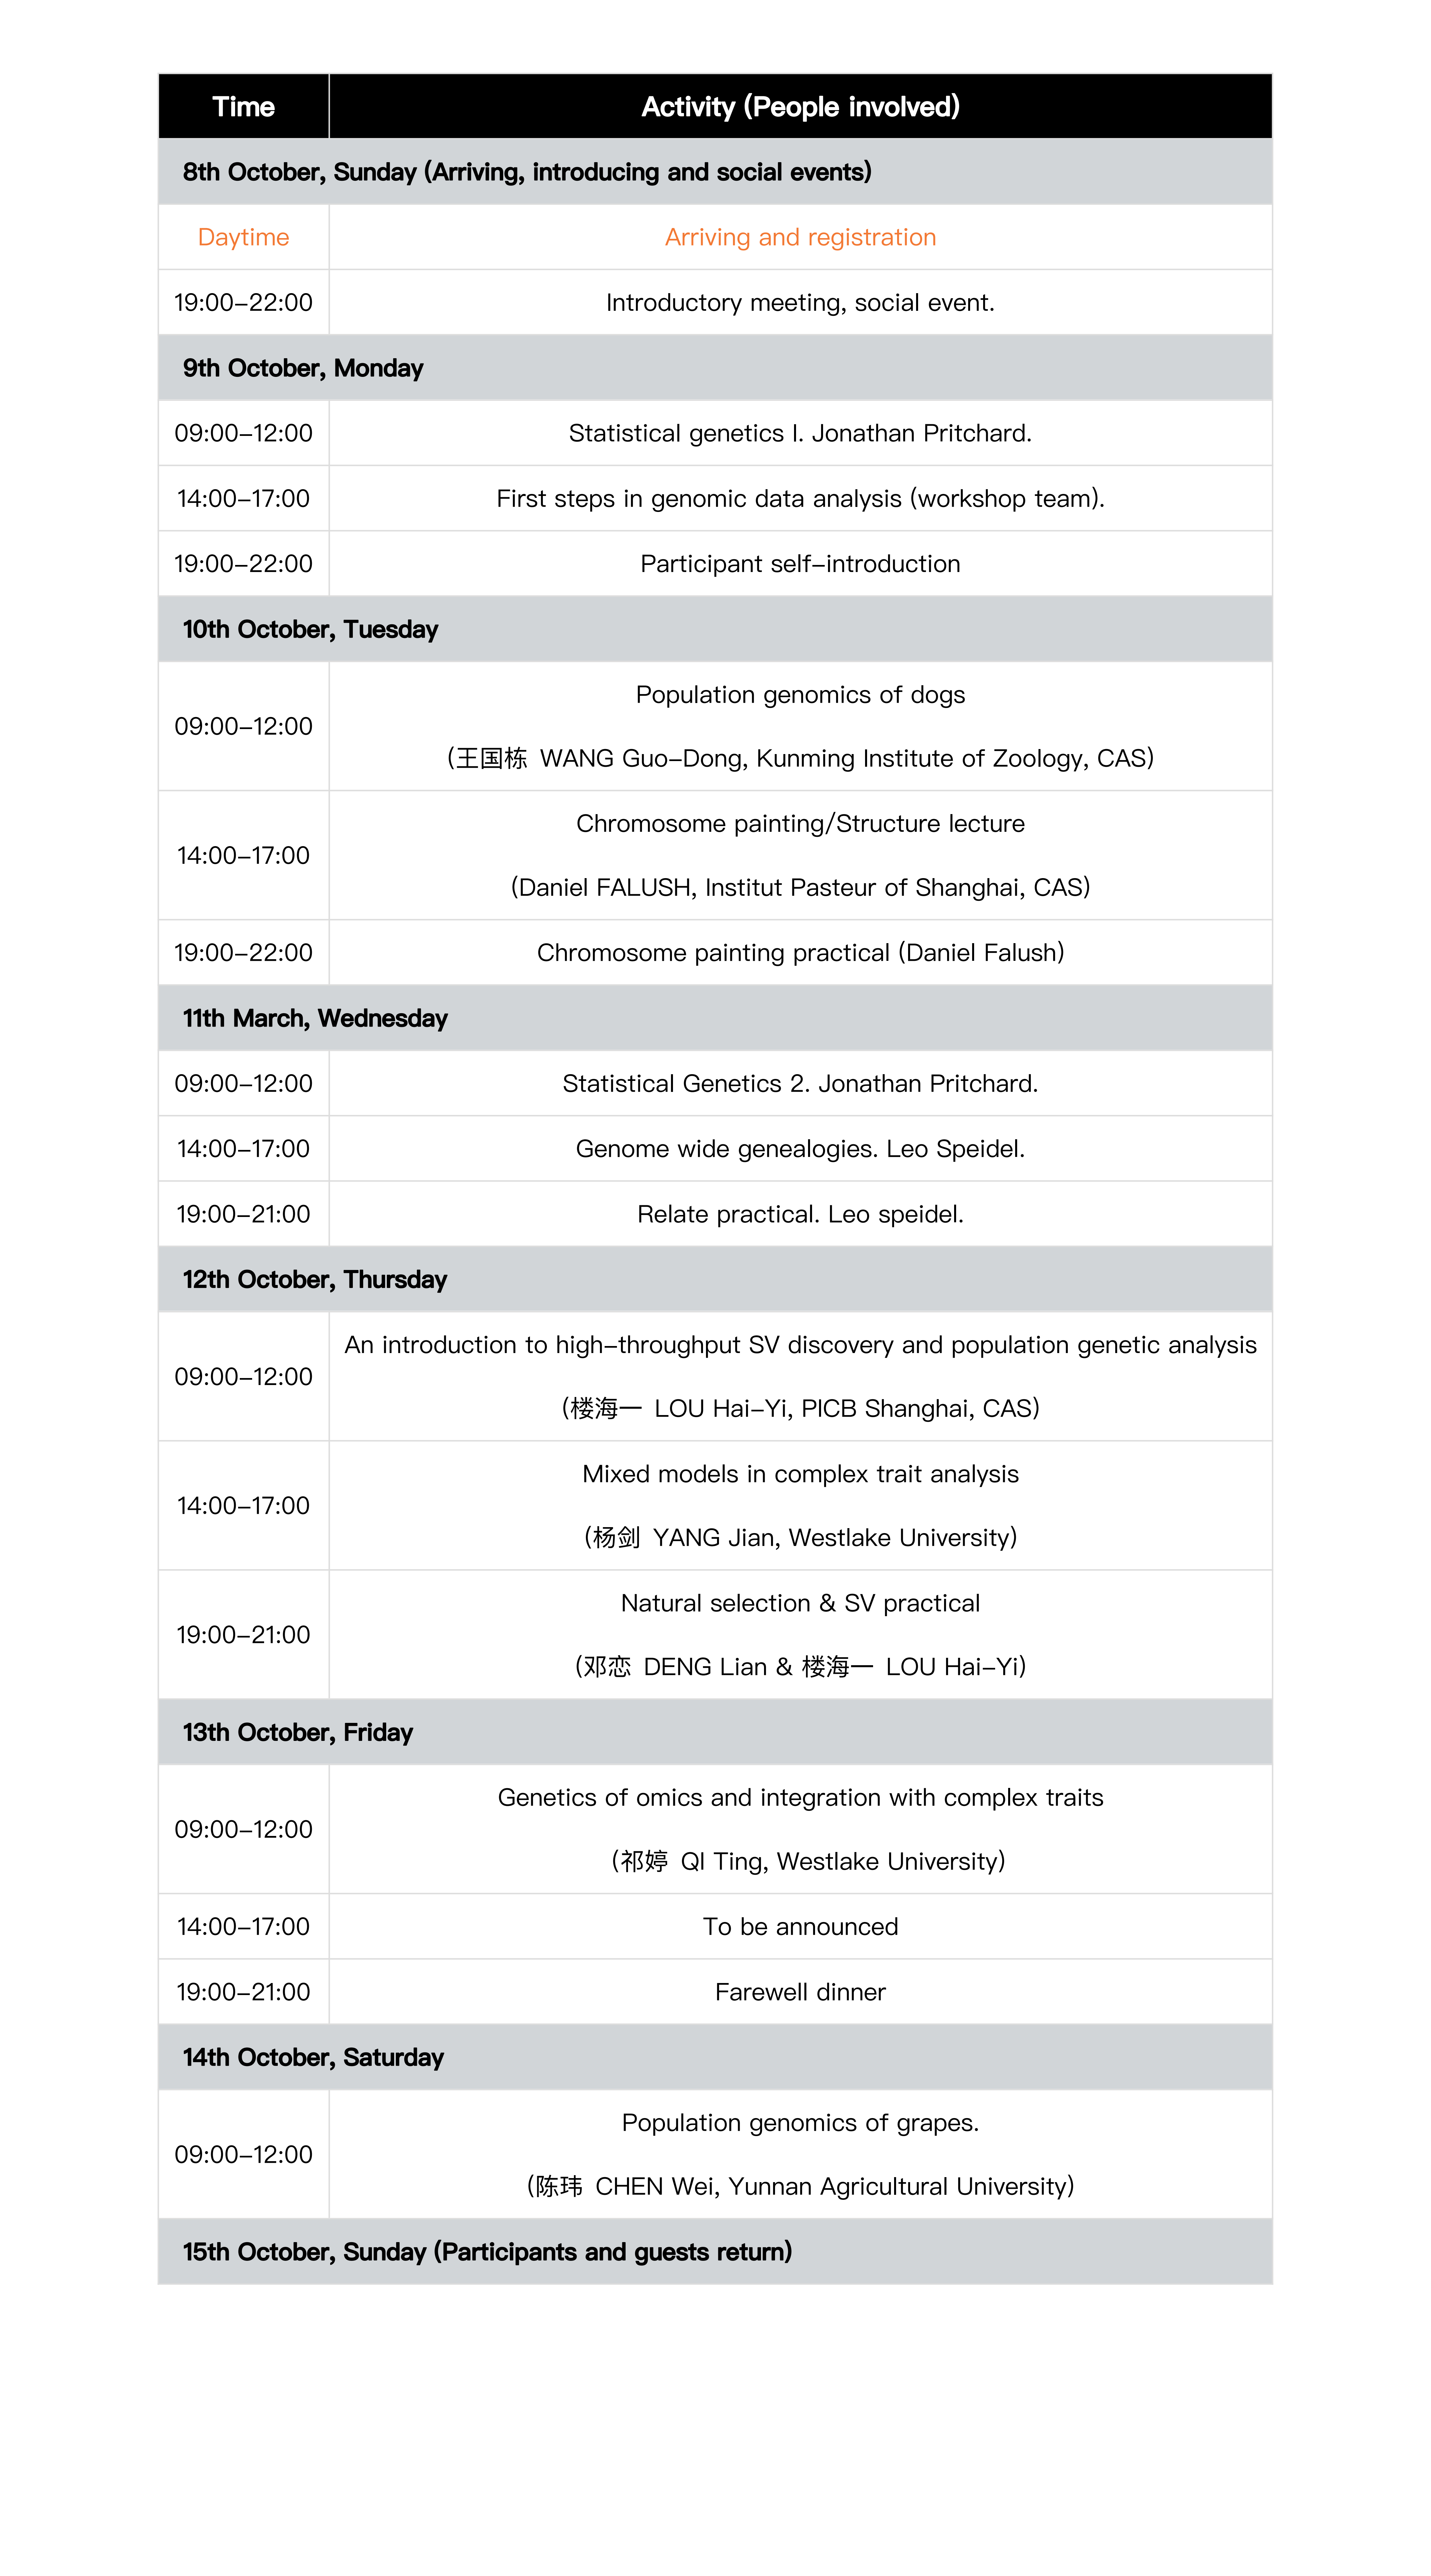 Time Activity (People involved)
8th October, Sunday (Arriving, introducing and social events)
Daytime Arriving and registration
19:00-22:00 Introductory meeting, social event.
9th October, Monday
09:00-12:00 Statistical genetics I. Jonathan Pritchard.
14:00-17:00 First steps in genomic data analysis (workshop team).
19:00-22:00 Participant self-introduction
10th October, Tuesday
09:00-12:00
Population genomics of dogs
(王国栋 WANG Guo-Dong, Kunming Institute of Zoology, CAS)
14:00-17:00
Chromosome painting/Structure lecture
(Daniel FALUSH, Institut Pasteur of Shanghai, CAS)
19:00-22:00 Chromosome painting practical (Daniel Falush)
11th March, Wednesday
09:00-12:00 Statistical Genetics 2. Jonathan Pritchard.
14:00-17:00 Genome wide genealogies. Leo Speidel.
19:00-21:00 Relate practical. Leo speidel.
12th October, Thursday
09:00-12:00
An introduction to high-throughput SV discovery and population genetic analysis
(楼海一 LOU Hai-Yi, PICB Shanghai, CAS)
14:00-17:00
Mixed models in complex trait analysis
(杨剑 YANG Jian, Westlake University)
19:00-21:00
Natural selection & SV practical
(邓恋 DENG Lian & 楼海一 LOU Hai-Yi)
13th October, Friday
09:00-12:00
Genetics of omics and integration with complex traits
(祁婷 QI Ting, Westlake University)
14:00-17:00 To be announced
19:00-21:00 Farewell dinner
14th October, Saturday
09:00-12:00
Population genomics of grapes.
(陈玮 CHEN Wei, Yunnan Agricultural University)
15th October, Sunday (Participants and guests return)